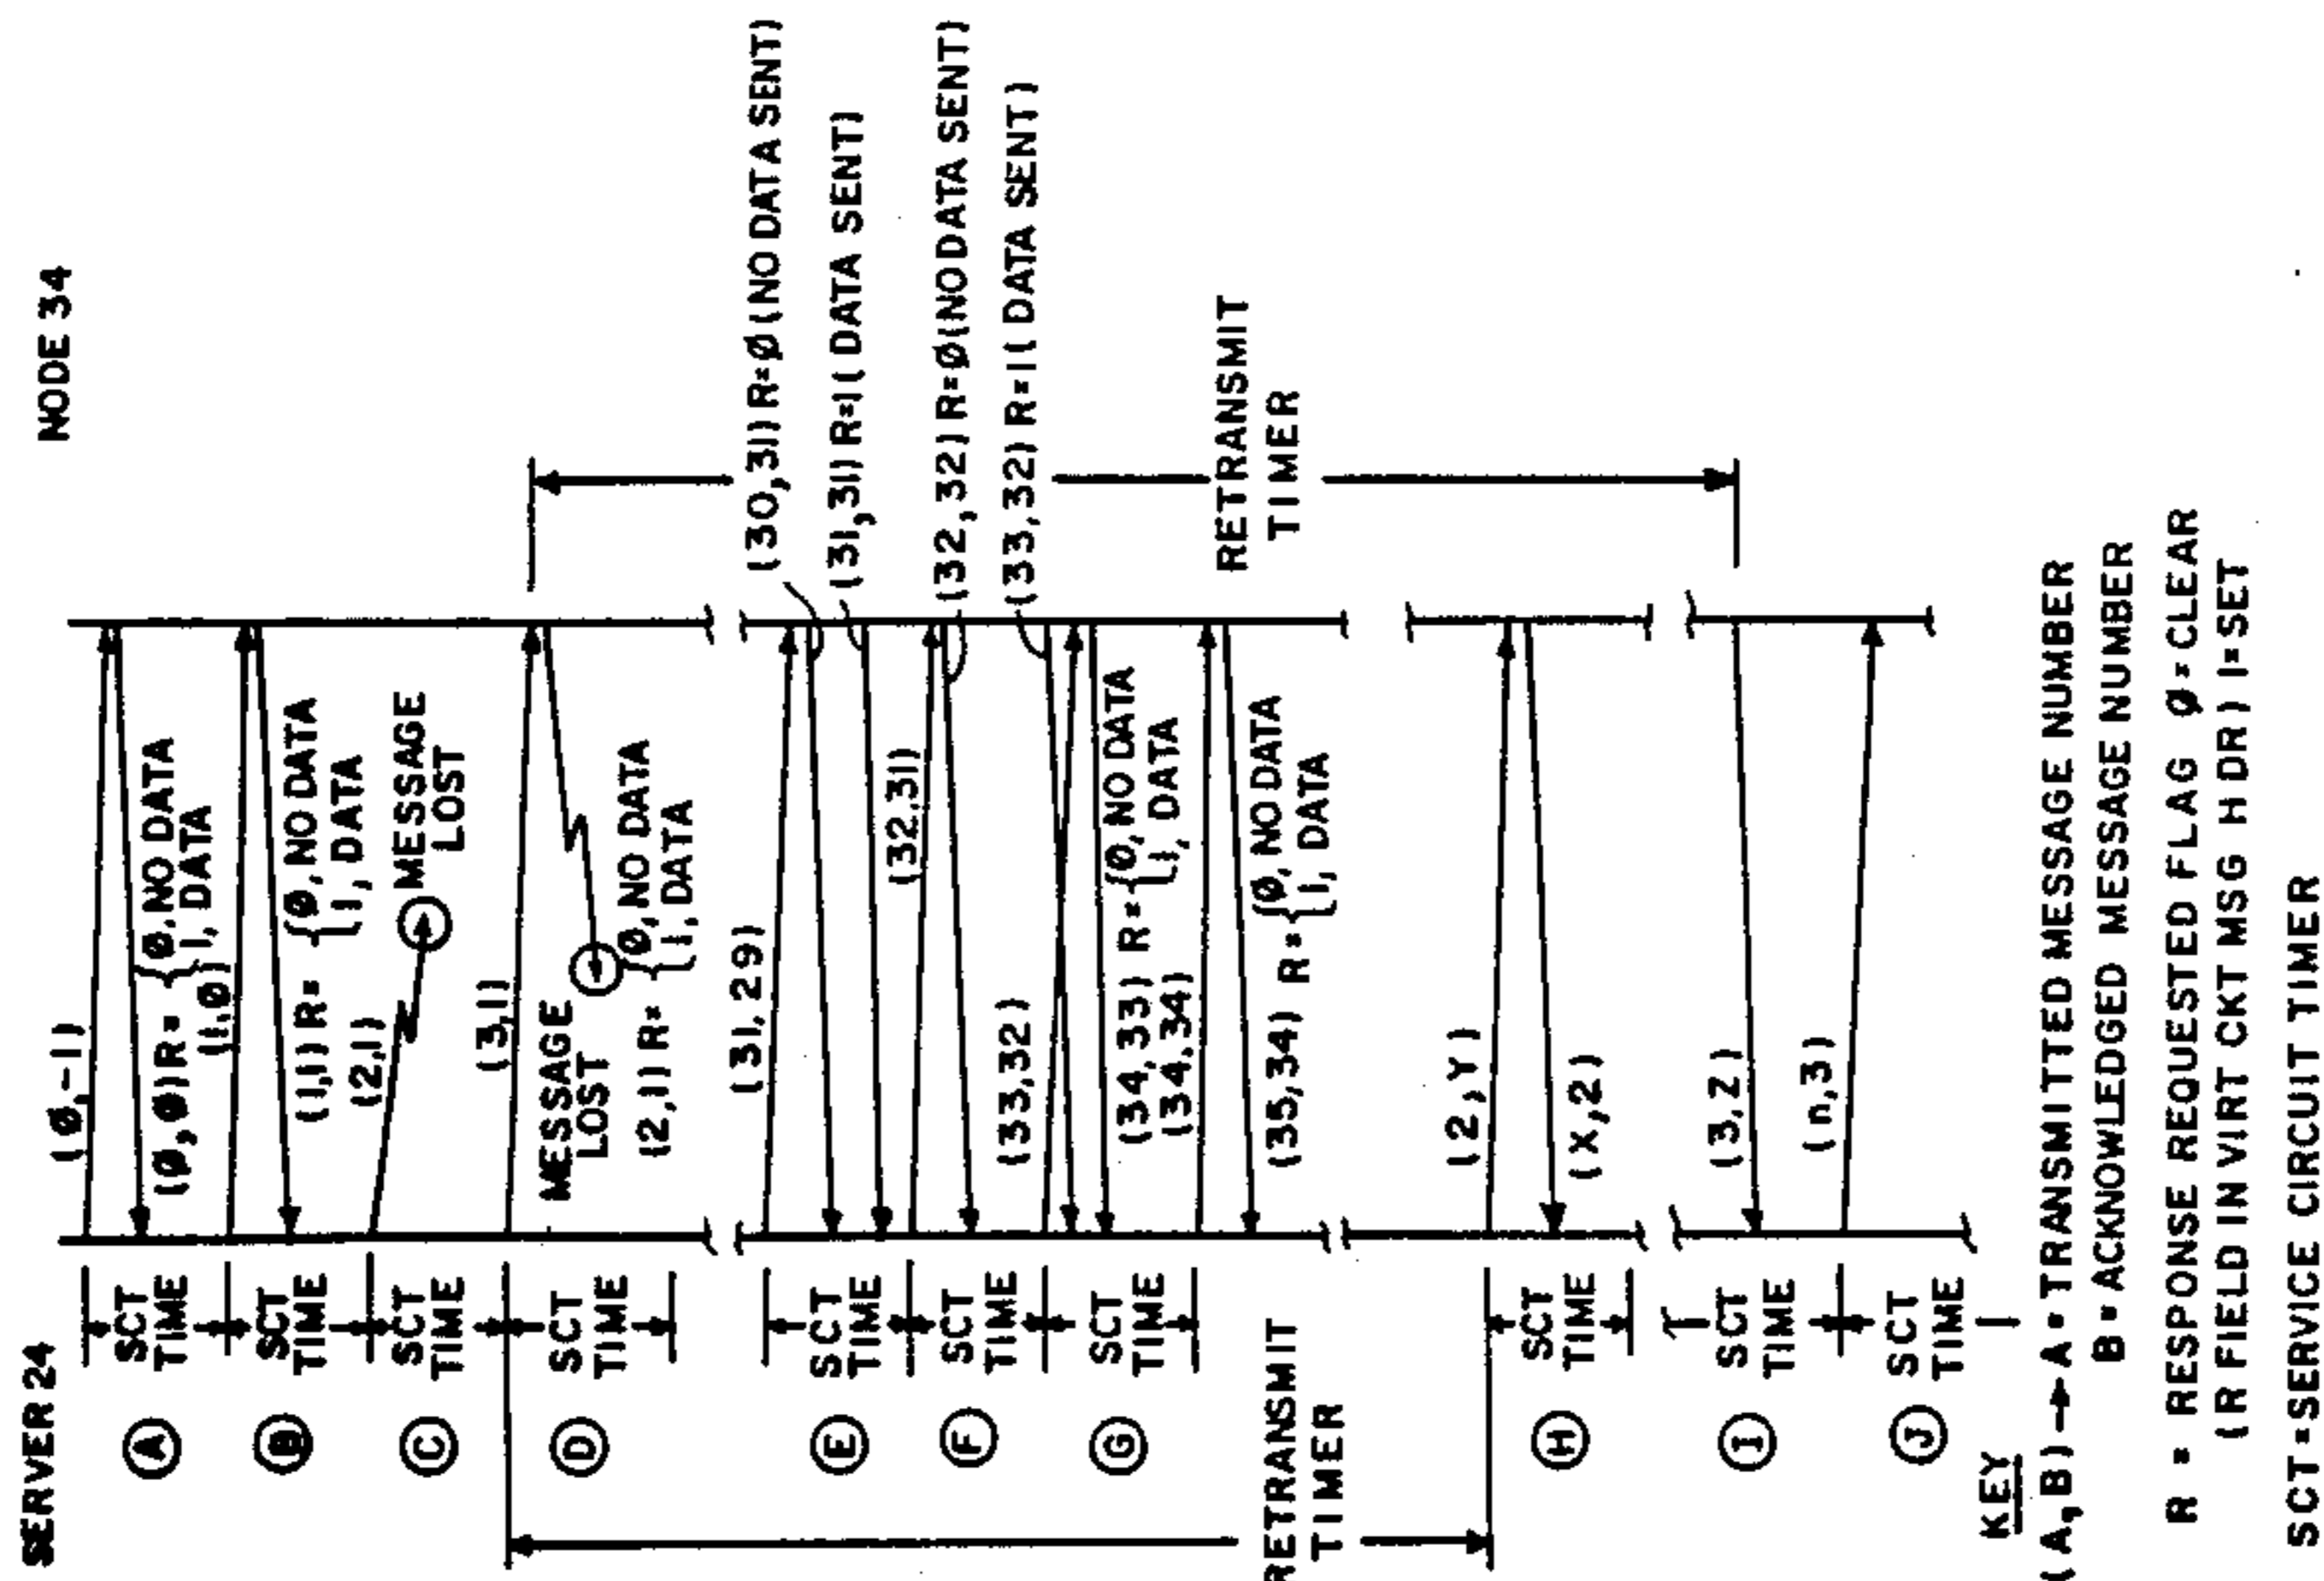 SERVER 24
NODE 34
(Ø,-1)
(Ø,Ø) R= {Ø, NO DATA
1, DATA
(1,Ø)
(1,1) R= {Ø, NO DATA
1, DATA
(2,1)
MESSAGE
LOST
(3,1)
MESSAGE
LOST
(2,1) R= {Ø, NO DATA
1, DATA
(31,29)
(30,31) R=Ø (NO DATA SENT)
(31,31) R=1 (DATA SENT)
(32,31)
(32,32) R=Ø (NO DATA SENT)
(33,32)
(33,32) R=1 (DATA SENT)
(34,33) R= {Ø, NO DATA
1, DATA
(34,34)
(35,34) R= {Ø, NO DATA
1, DATA
RETRANSMIT
TIMER
(2,Y)
(X,2)
(3,Z)
(n,3)
SCT
TIME
A
SCT
TIME
B
SCT
TIME
C
SCT
TIME
D
SCT
TIME
E
SCT
TIME
F
SCT
TIME
G
RETRANSMIT
TIMER
SCT
TIME
H
SCT
TIME
I
SCT
TIME
J
KEY
(A,B) → A = TRANSMITTED MESSAGE NUMBER
B = ACKNOWLEDGED MESSAGE NUMBER
R = RESPONSE REQUESTED FLAG Ø = CLEAR
(R FIELD IN VIRT CKT MSG HDR) 1 = SET
SCT = SERVICE CIRCUIT TIMER